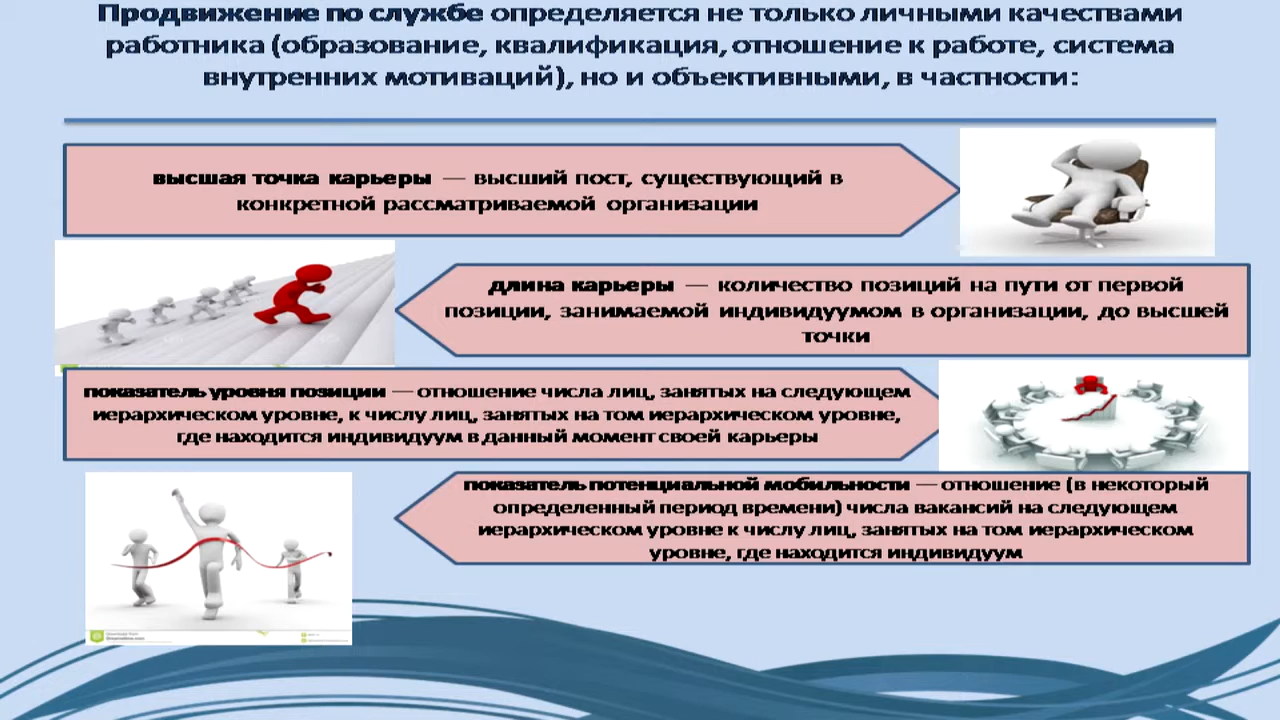 Продвижение по службе определяется не только личными качествами
работника (образование, квалификация, отношение к работе, система
внутренних мотиваций), но и объективными, в частности:
высшая точка карьеры — высший пост, существующий в
конкретной рассматриваемой организации
длина карьеры — количество позиций на пути от первой
позиции, занимаемой индивидуумом в организации, до высшей
точки
показатель уровня позиции — отношение числа лиц, занятых на следующем
иерархическом уровне, к числу лиц, занятых на том иерархическом уровне,
где находится индивидуум в данный момент своей карьеры
показатель потенциальной мобильности — отношение (в некоторый
определенный период времени) числа вакансий на следующем
иерархическом уровне к числу лиц, занятых на том иерархическом
уровне, где находится индивидуум